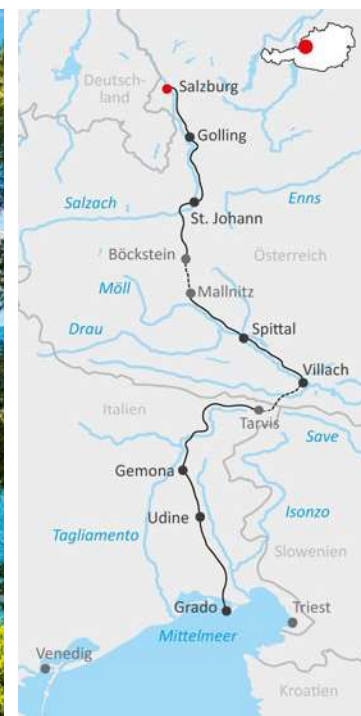 Deutsch-
land
Salzburg
Golling
Salzach
Enns
St. Johann
Böckstein
Österreich
Möll
Mallnitz
Drau
Spittal
Villach
Italien
Tarvis
Save
Gemona
Isonzo
Udine
Tagliamento
Slowenien
Grado
Triest
Mittelmeer
Venedig
Kroatien